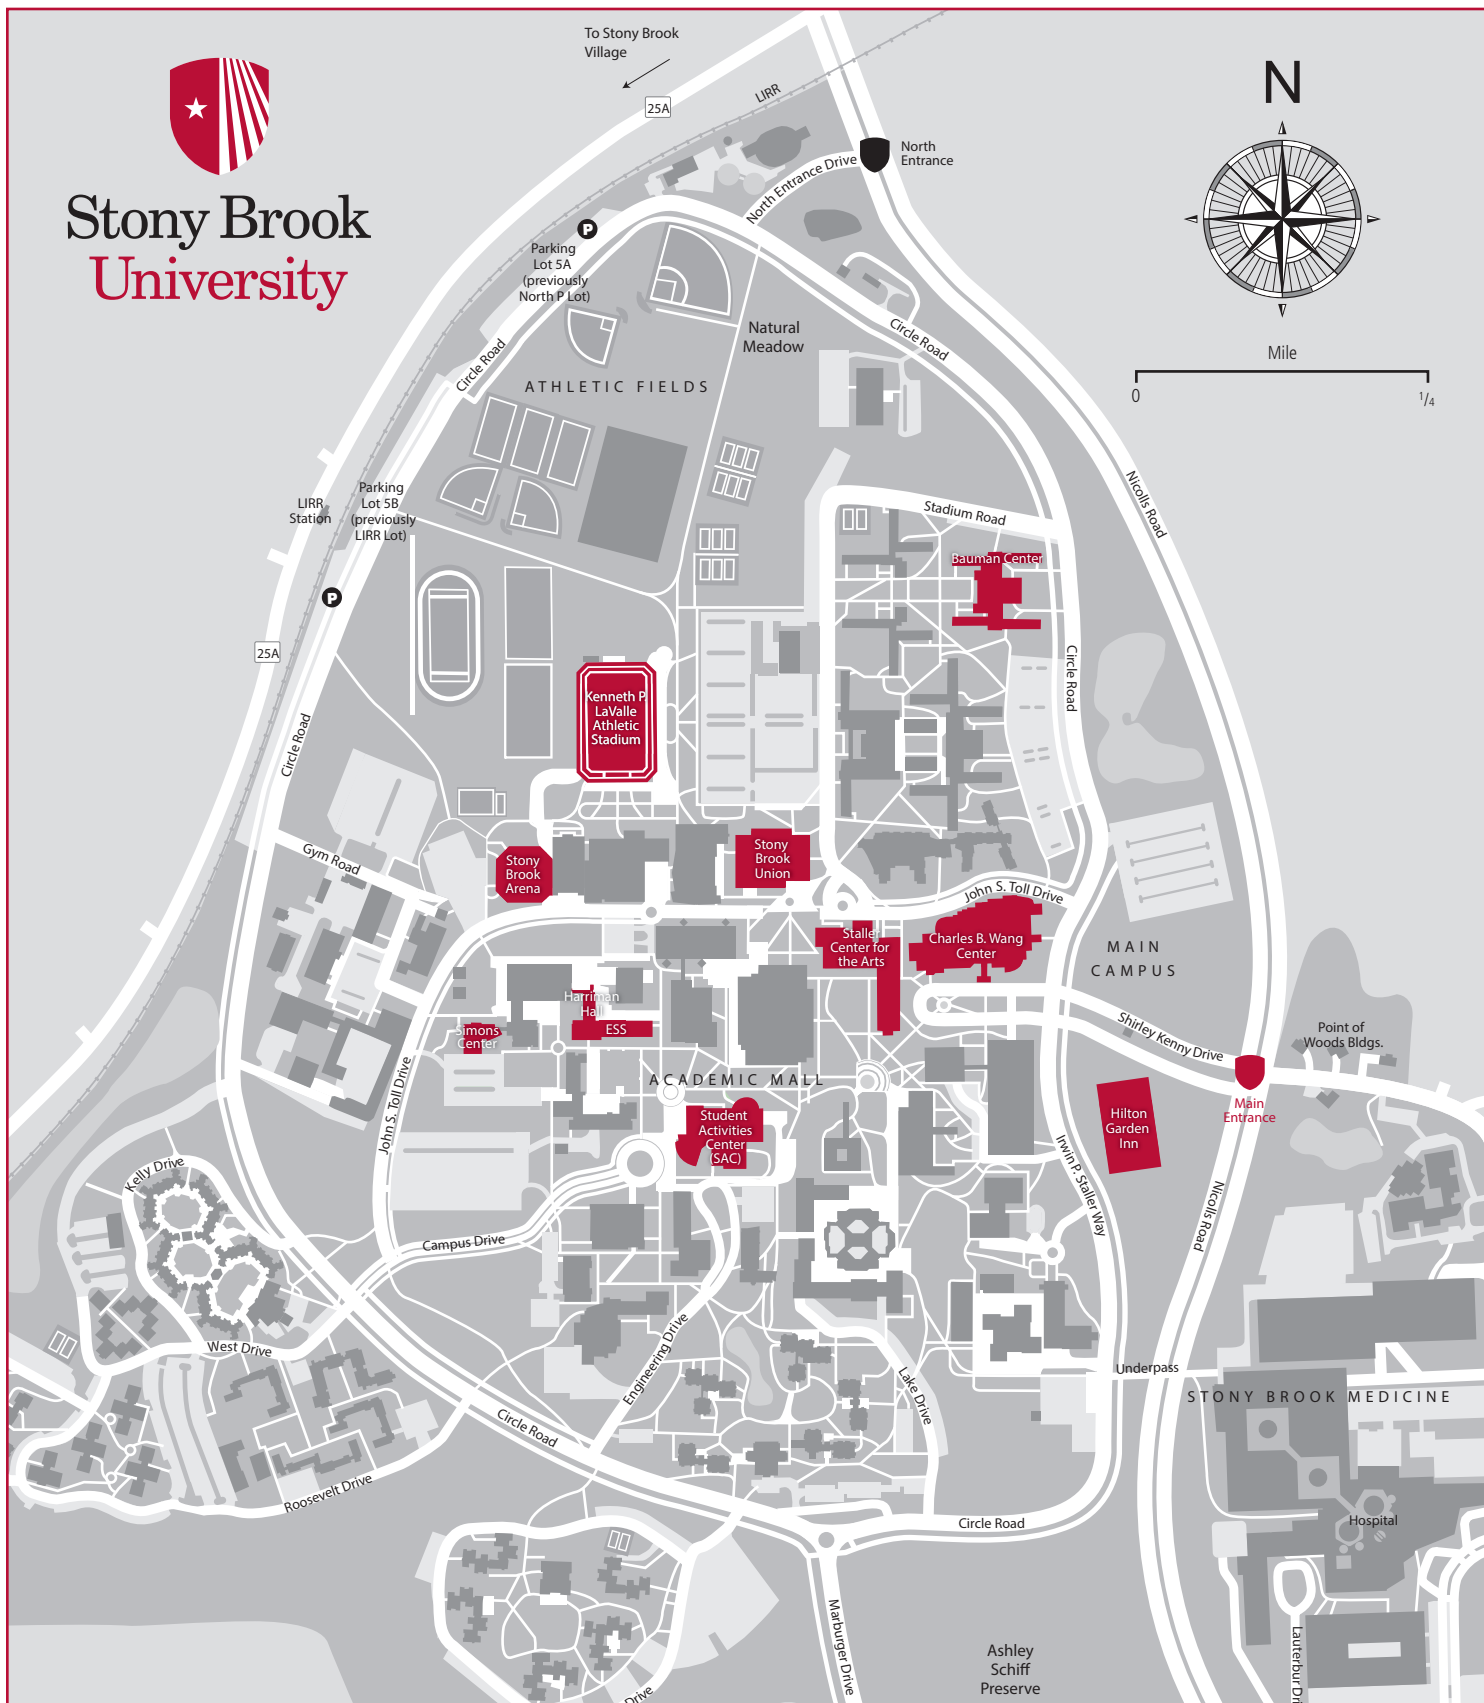 To Stony Brook
Village
25A
LIRR
Stony Brook
University
North
Entrance
North Entrance Drive
N
P
Parking
Lot 5A
(previously
North P Lot)
Natural
Meadow
Circle Road
Circle Road
ATHLETIC FIELDS
Mile
0
1/4
LIRR
Station
Parking
Lot 5B
(previously
LIRR Lot)
Nicolls Road
Stadium Road
Bauman Center
P
25A
Circle Road
Circle Road
Kenneth P
LaValle
Athletic
Stadium
Gym Road
Stony
Brook
Arena
Stony
Brook
Union
John S. Toll Drive
Staller
Center for
the Arts
Charles B. Wang
Center
MAIN
CAMPUS
Harriman
Hall
ESS
Simons
Center
Shirley Kenny Drive
Point of
Woods Bldgs.
ACADEMIC MALL
John S. Toll Drive
Student
Activities
Center
(SAC)
Hilton
Garden
Inn
Main
Entrance
Irwin P. Staller Way
Nicolls Road
Kelly Drive
Campus Drive
West Drive
Engineering Drive
Lake Drive
Underpass
STONY BROOK MEDICINE
Circle Road
Roosevelt Drive
Circle Road
Hospital
Marburger Drive
Ashley
Schiff
Preserve
Drive
Lauterbur Dri